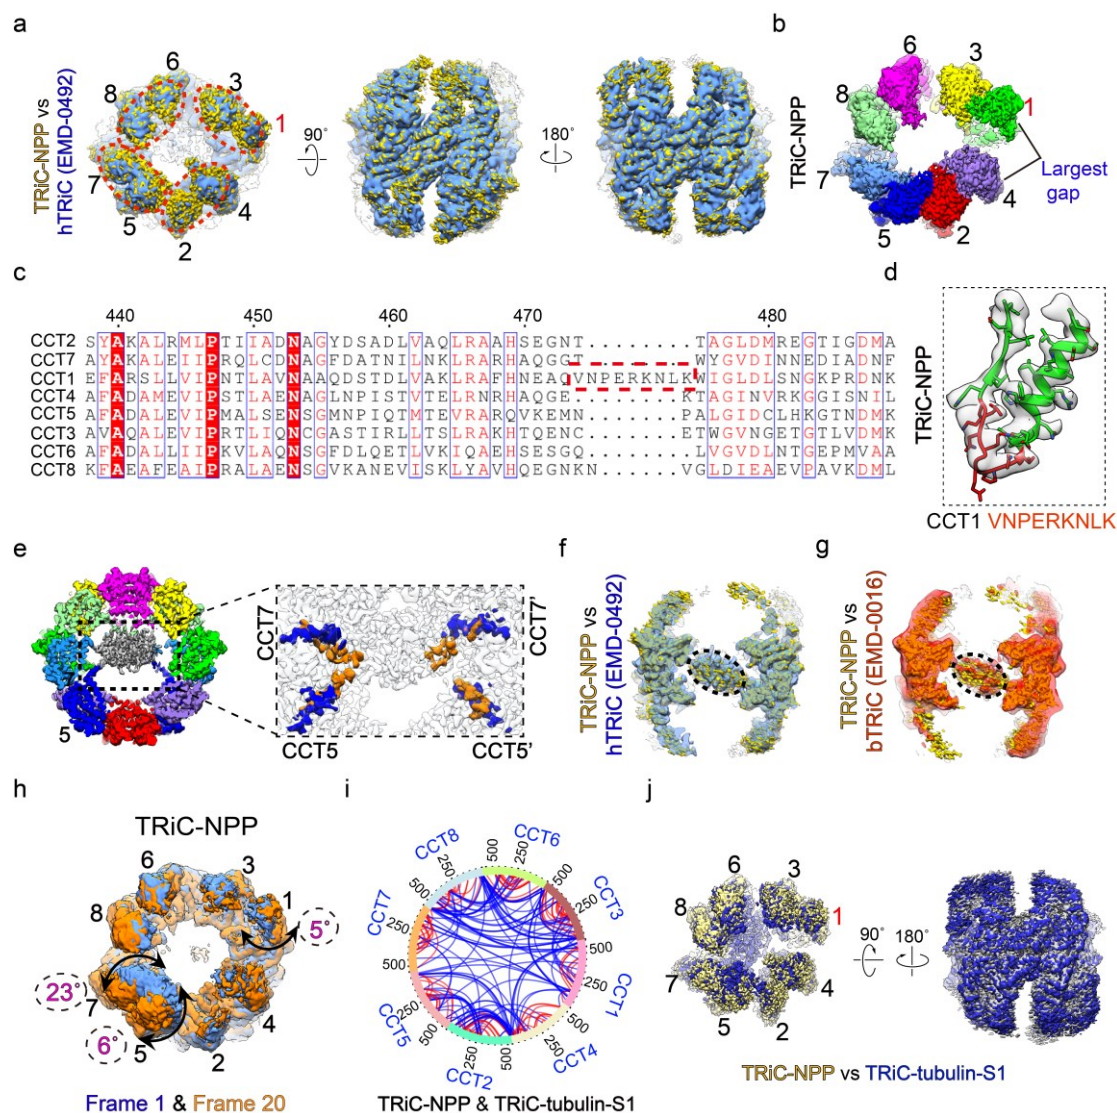 a
TRiC-NPP vs
hTRiC (EMD-0492)
6
3
8
1
7
4
5
2
90°
180°
b
TRiC-NPP
6
3
8
1
7
4
5
2
Largest
gap
c
440 450 460 470 480
CCT2 SYAKALRMLPTIIADNAGYDSADLVAQLRAAHSEGNT.......TAGLDMREGTIGDMA
CCT7 YAKALEIIPRQLCDNAGFDATNILNKLRARHAQGGT.......WYGVDINNEDIADNF
CCT1 EFARSLLVIPNTLAVNAAQDSTDLVAKLRAFHNEAQVNPERKNLKWIGLDLSNGKPRDNK
CCT4 AFADAMEVIPSTLAENAGLNPISTVTELRNRHAQGE.......KTAGINVRKGGISNIL
CCT5 AFADALEVIPMALSENSGMNPIQTMTEVRARQVKEMN.......PALGIDCLHKGTNDMK
CCT3 AVAQALEVIPRTLIQNCGASTIRLLTSLRAKHTQENC.......ETWGVNGETGTLVDMK
CCT6 AFADALLIIPKVLAQNSGFDLQETLVKIQAEHSESGQ.......LVGVDLNTGEPMVAA
CCT8 KFAEAFEAIPRALAENSGVKANEVISKLYAVHQEGNKN......VGLDIEAEVPAVKDML
d
TRiC-NPP
CCT1 VNPERKNLK
e
5
CCT7
CCT7'
CCT5
CCT5'
f
TRiC-NPP vs
hTRiC (EMD-0492)
g
TRiC-NPP vs
bTRiC (EMD-0016)
h
TRiC-NPP
6
3
1
8
5°
23°
7
4
6°
5
2
Frame 1 & Frame 20
i
CCT8
CCT6
CCT3
CCT1
CCT4
CCT2
CCT5
CCT7
500
250
TRiC-NPP & TRiC-tubulin-S1
j
6
3
8
1
7
4
5
2
90°
180°
TRiC-NPP vs TRiC-tubulin-S1